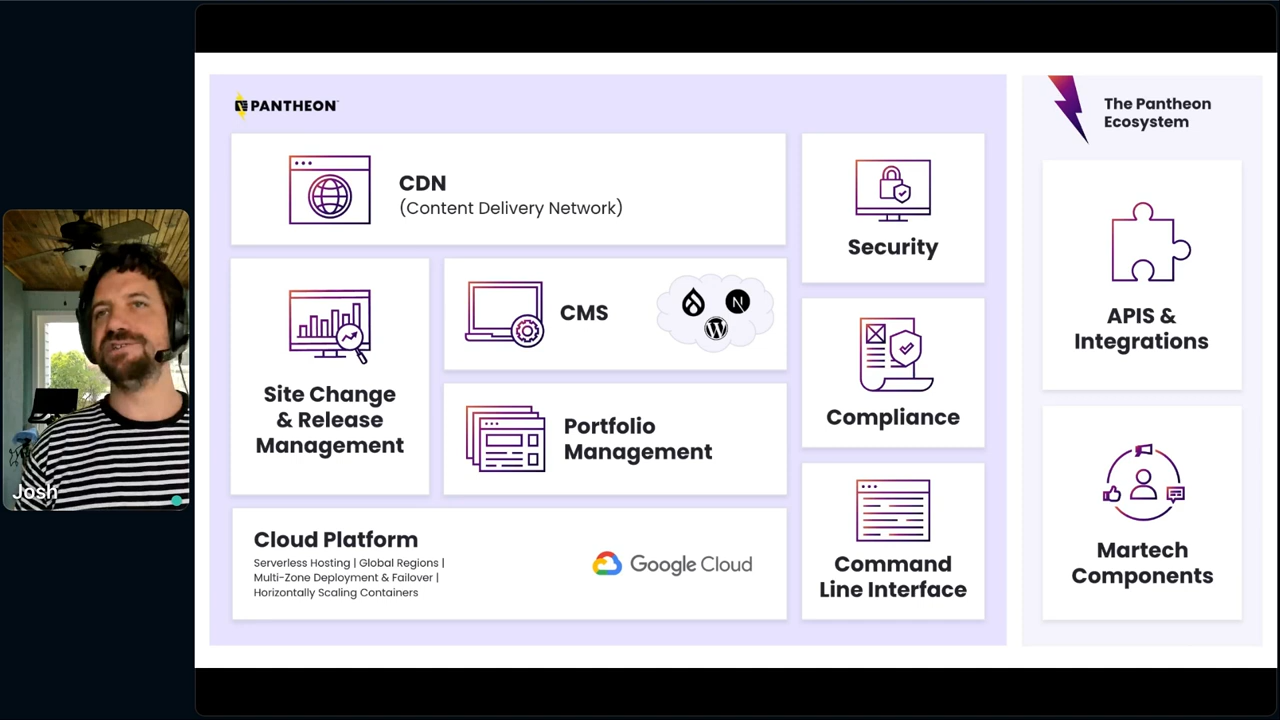 PANTHEON
CDN
(Content Delivery Network)
Site Change
& Release
Management
CMS
N
Portfolio
Management
Cloud Platform
Serverless Hosting | Global Regions |
Multi-Zone Deployment & Failover |
Horizontally Scaling Containers
Google Cloud
Security
Compliance
Command
Line Interface
The Pantheon
Ecosystem
APIS &
Integrations
Martech
Components
Josh